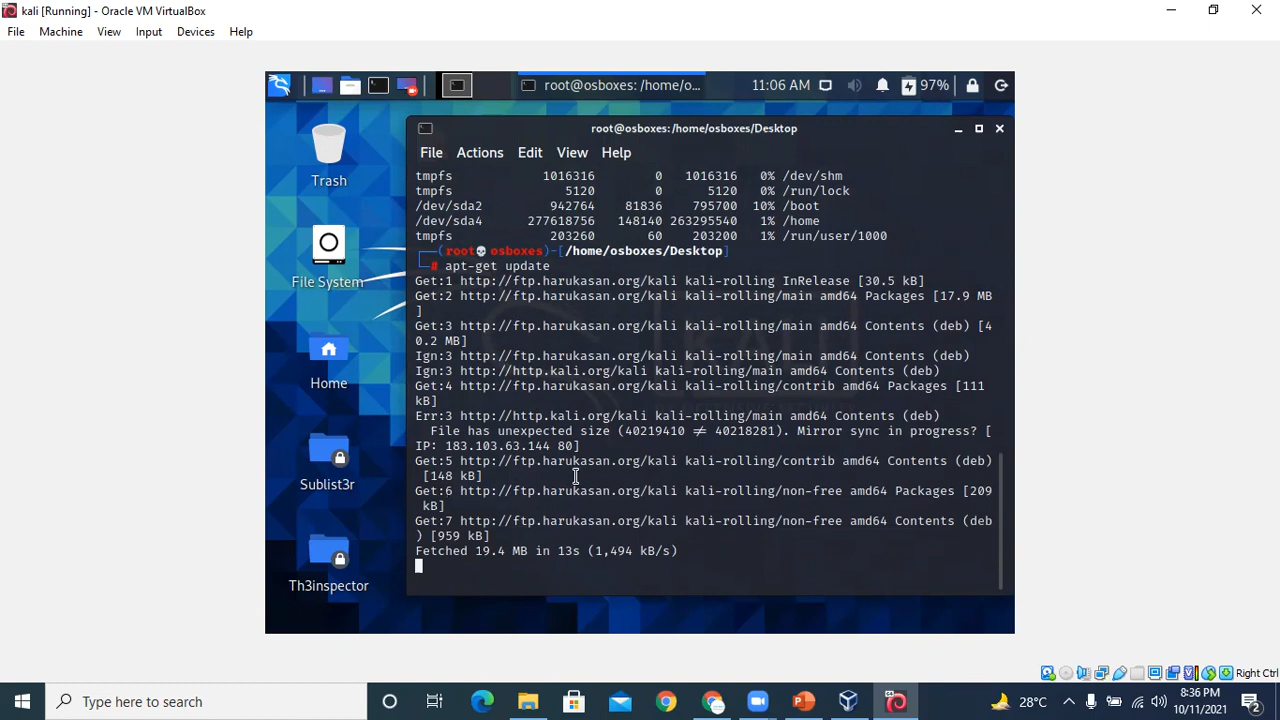 kali [Running] - Oracle VM VirtualBox
File Machine View Input Devices Help
root@osboxes: /home/o... 11:06 AM 97%
root@osboxes:/home/osboxes/Desktop
File Actions Edit View Help
tmpfs 1016316 0 1016316 0% /dev/shm
tmpfs 5120 0 5120 0% /run/lock
/dev/sda2 942764 81836 795700 10% /boot
/dev/sda4 277618756 148140 263295540 1% /home
tmpfs 203260 60 203200 1% /run/user/1000
┌──(root💀osboxes)-[/home/osboxes/Desktop]
└─# apt-get update
Get:1 http://ftp.harukasan.org/kali kali-rolling InRelease [30.5 kB]
Get:2 http://ftp.harukasan.org/kali kali-rolling/main amd64 Packages [17.9 MB
]
Get:3 http://ftp.harukasan.org/kali kali-rolling/main amd64 Contents (deb) [4
0.2 MB]
Ign:3 http://ftp.harukasan.org/kali kali-rolling/main amd64 Contents (deb)
Ign:3 http://http.kali.org/kali kali-rolling/main amd64 Contents (deb)
Get:4 http://ftp.harukasan.org/kali kali-rolling/contrib amd64 Packages [111
kB]
Err:3 http://http.kali.org/kali kali-rolling/main amd64 Contents (deb)
File has unexpected size (40219410 ≠ 40218281). Mirror sync in progress? [
IP: 183.103.63.144 80]
Get:5 http://ftp.harukasan.org/kali kali-rolling/contrib amd64 Contents (deb)
[148 kB]
Get:6 http://ftp.harukasan.org/kali kali-rolling/non-free amd64 Packages [209
kB]
Get:7 http://ftp.harukasan.org/kali kali-rolling/non-free amd64 Contents (deb
) [959 kB]
Fetched 19.4 MB in 13s (1,494 kB/s)
Trash
File System
Home
Sublist3r
Th3inspector
Right Ctrl
Type here to search
28°C
8:36 PM
10/11/2021
2